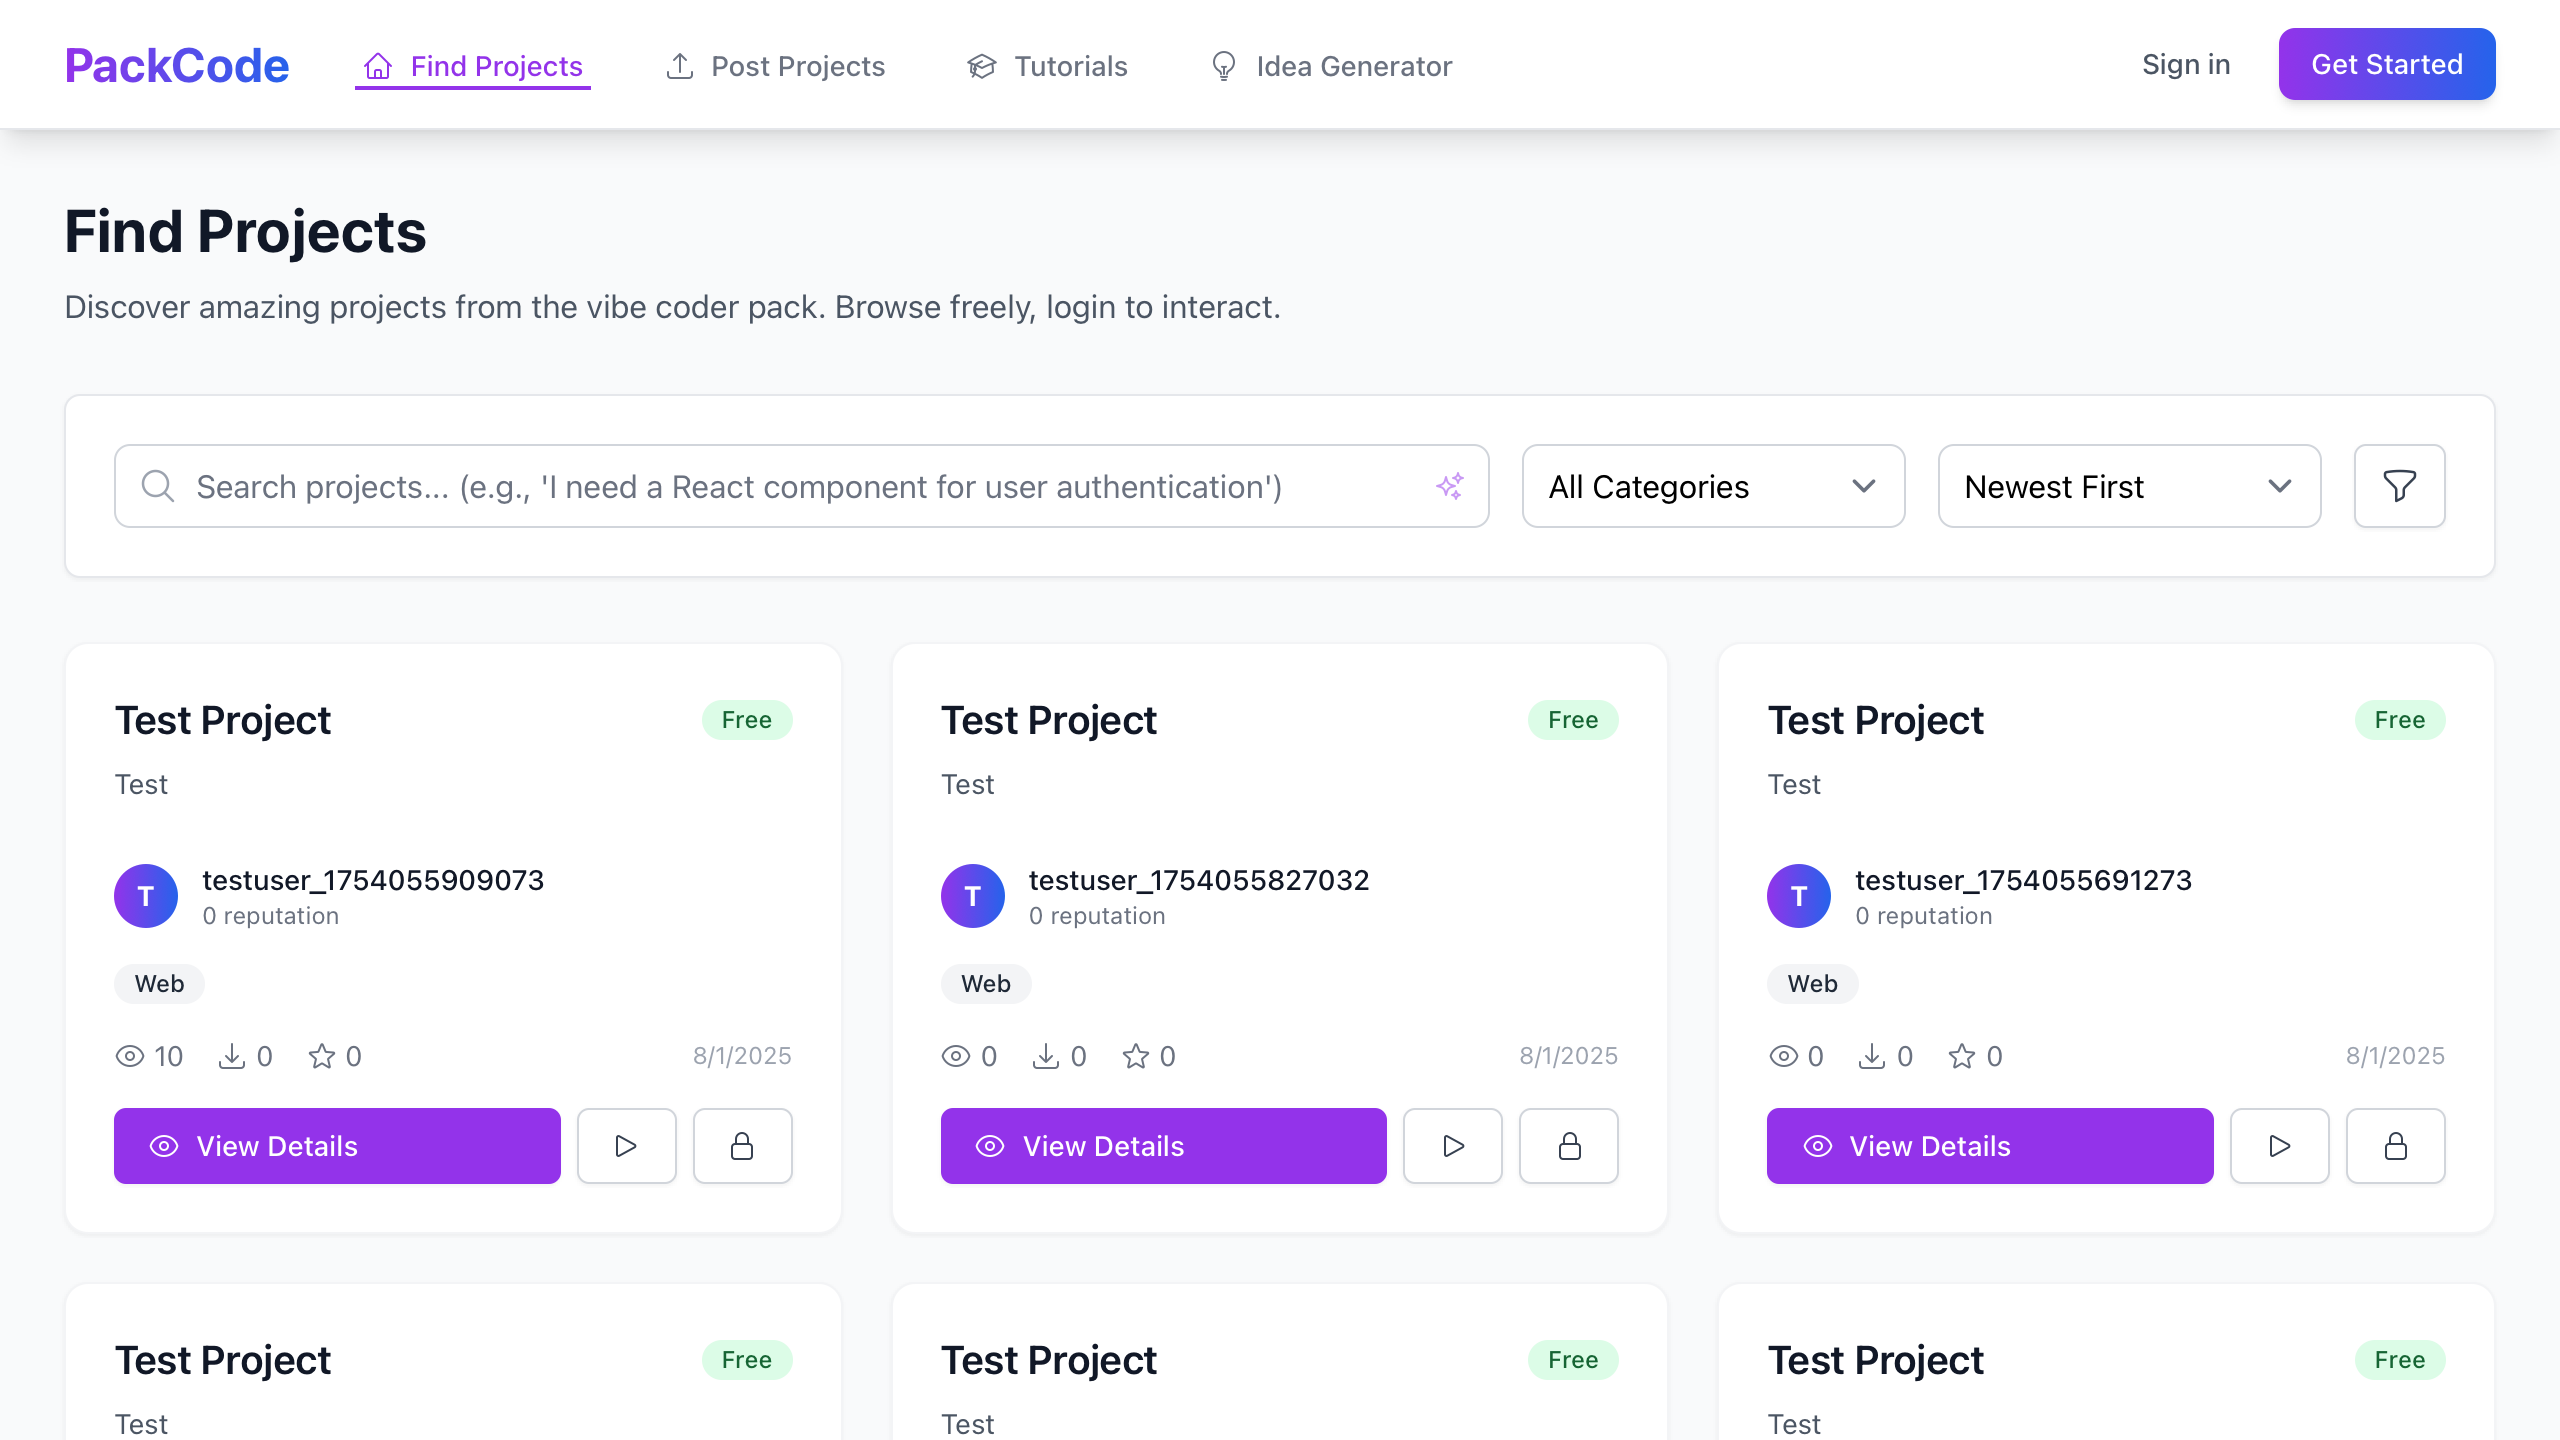 PackCode
Find Projects
Post Projects
Tutorials
Idea Generator
Sign in
Get Started
Find Projects
Discover amazing projects from the vibe coder pack. Browse freely, login to interact.
Search projects... (e.g., 'I need a React component for user authentication')
All Categories
Newest First
Test Project
Free
Test
T
testuser_1754055909073
0 reputation
Web
10
0
0
8/1/2025
View Details
Test Project
Free
Test
T
testuser_1754055827032
0 reputation
Web
0
0
0
8/1/2025
View Details
Test Project
Free
Test
T
testuser_1754055691273
0 reputation
Web
0
0
0
8/1/2025
View Details
Test Project
Free
Test
Test Project
Free
Test
Test Project
Free
Test